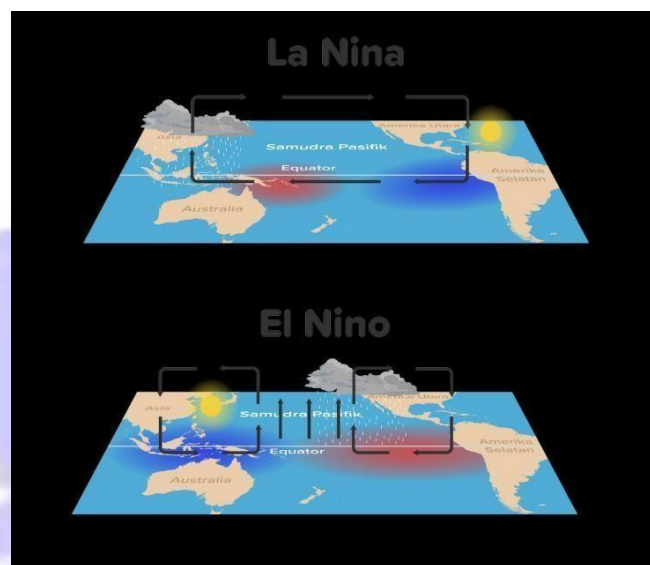 La Nina
Asia
Amerika Utara
Samudra Pasifik
Equator
Amerika
Selatan
Australia
El Nino
Asia
Amerika Utara
Samudra Pasifik
Equator
Amerika
Selatan
Australia